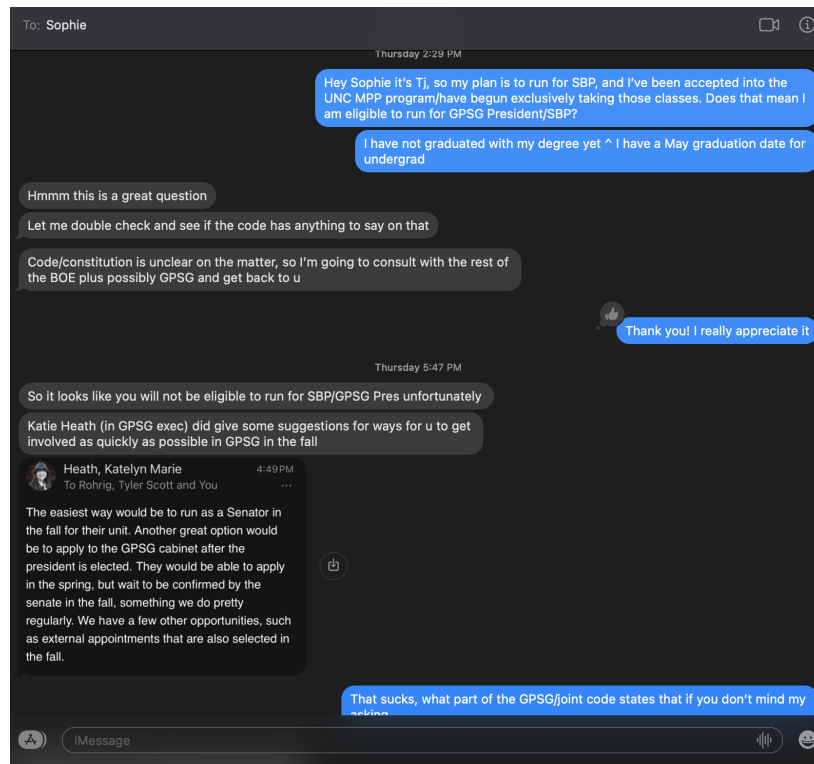 To: Sophie
Thursday 2:29 PM
Hey Sophie it's Tj, so my plan is to run for SBP, and I've been accepted into the
UNC MPP program/have begun exclusively taking those classes. Does that mean I
am eligible to run for GPSG President/SBP?
I have not graduated with my degree yet ^ I have a May graduation date for
undergrad
Hmmm this is a great question
Let me double check and see if the code has anything to say on that
Code/constitution is unclear on the matter, so I'm going to consult with the rest of
the BOE plus possibly GPSG and get back to u
Thank you! I really appreciate it
Thursday 5:47 PM
So it looks like you will not be eligible to run for SBP/GPSG Pres unfortunately
Katie Heath (in GPSG exec) did give some suggestions for ways for u to get
involved as quickly as possible in GPSG in the fall
Heath, Katelyn Marie 4:49 PM
To Rohrig, Tyler Scott and You ...
The easiest way would be to run as a Senator in
the fall for their unit. Another great option would
be to apply to the GPSG cabinet after the
president is elected. They would be able to apply
in the spring, but wait to be confirmed by the
senate in the fall, something we do pretty
regularly. We have a few other opportunities, such
as external appointments that are also selected in
the fall.
That sucks, what part of the GPSG/joint code states that if you don't mind my
asking
iMessage